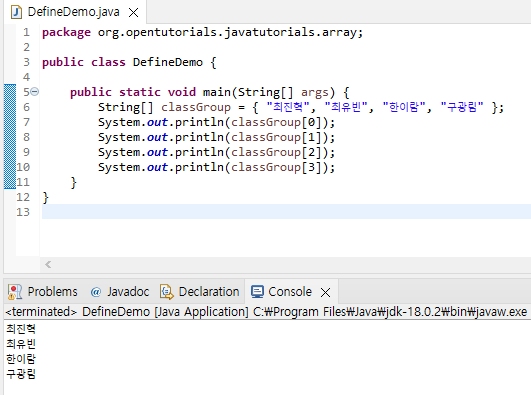 DefineDemo.java
1 package org.opentutorials.javatutorials.array;
2
3 public class DefineDemo {
4
5 public static void main(String[] args) {
6 String[] classGroup = { "최진혁", "최유빈", "한이람", "구광림" };
7 System.out.println(classGroup[0]);
8 System.out.println(classGroup[1]);
9 System.out.println(classGroup[2]);
10 System.out.println(classGroup[3]);
11 }
12 }
13
Problems @ Javadoc Declaration Console
<terminated> DefineDemo [Java Application] C:₩Program Files₩Java₩jdk-18.0.2₩bin₩javaw.exe
최진혁
최유빈
한이람
구광림